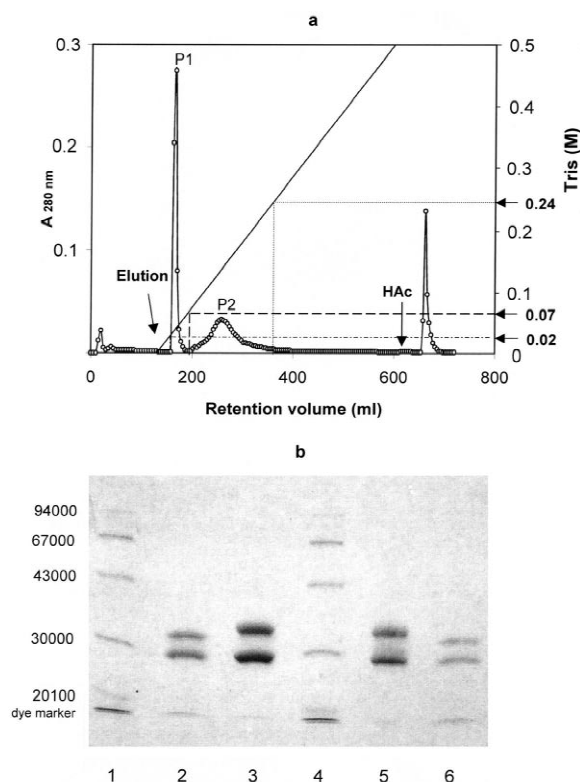 a
0.3
0.2
0.1
A 280 nm
0.5
0.4
0.3
0.2
0.1
0
Tris (M)
P1
P2
Elution
HAc
0.24
0.07
0.02
0 200 400 600 800
Retention volume (ml)
b
94000
67000
43000
30000
20100
dye marker
1 2 3 4 5 6